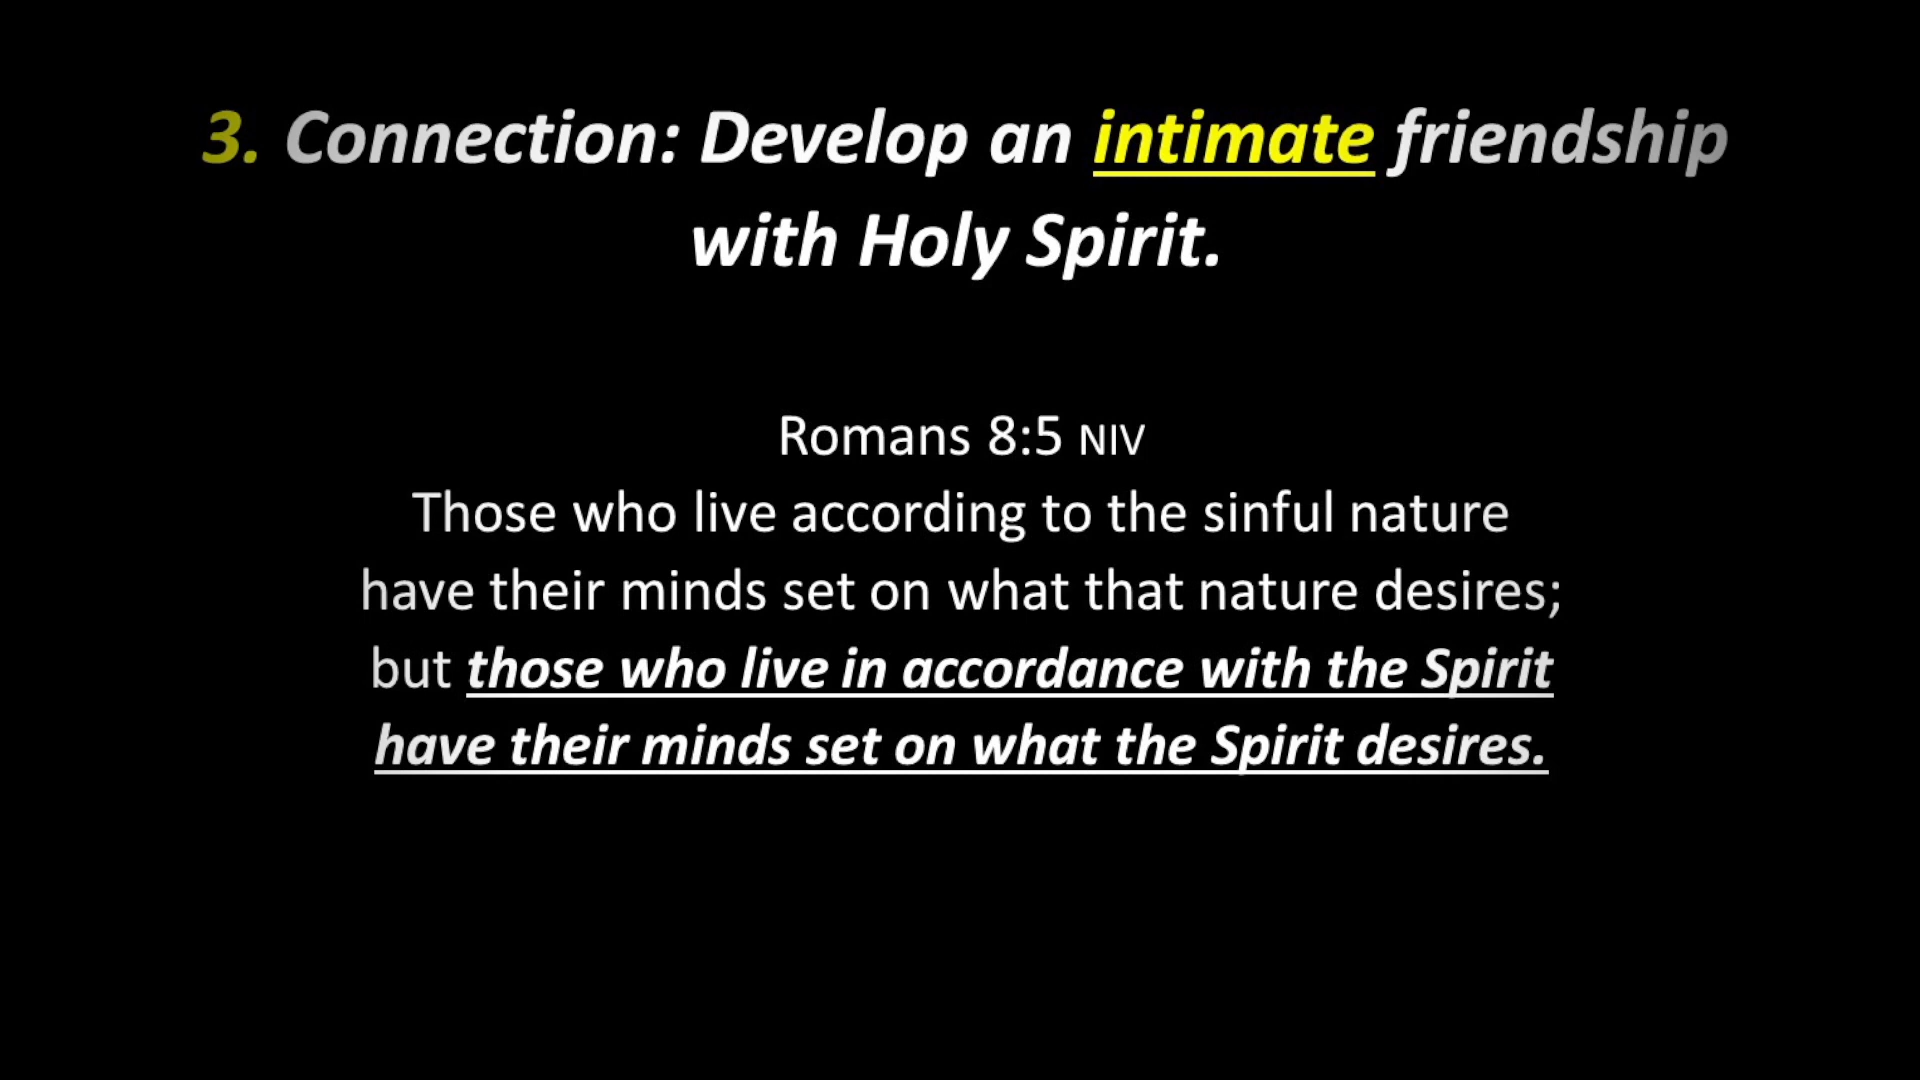 3. Connection: Develop an intimate friendship
with Holy Spirit.
Romans 8:5 NIV
Those who live according to the sinful nature
have their minds set on what that nature desires;
but those who live in accordance with the Spirit
have their minds set on what the Spirit desires.